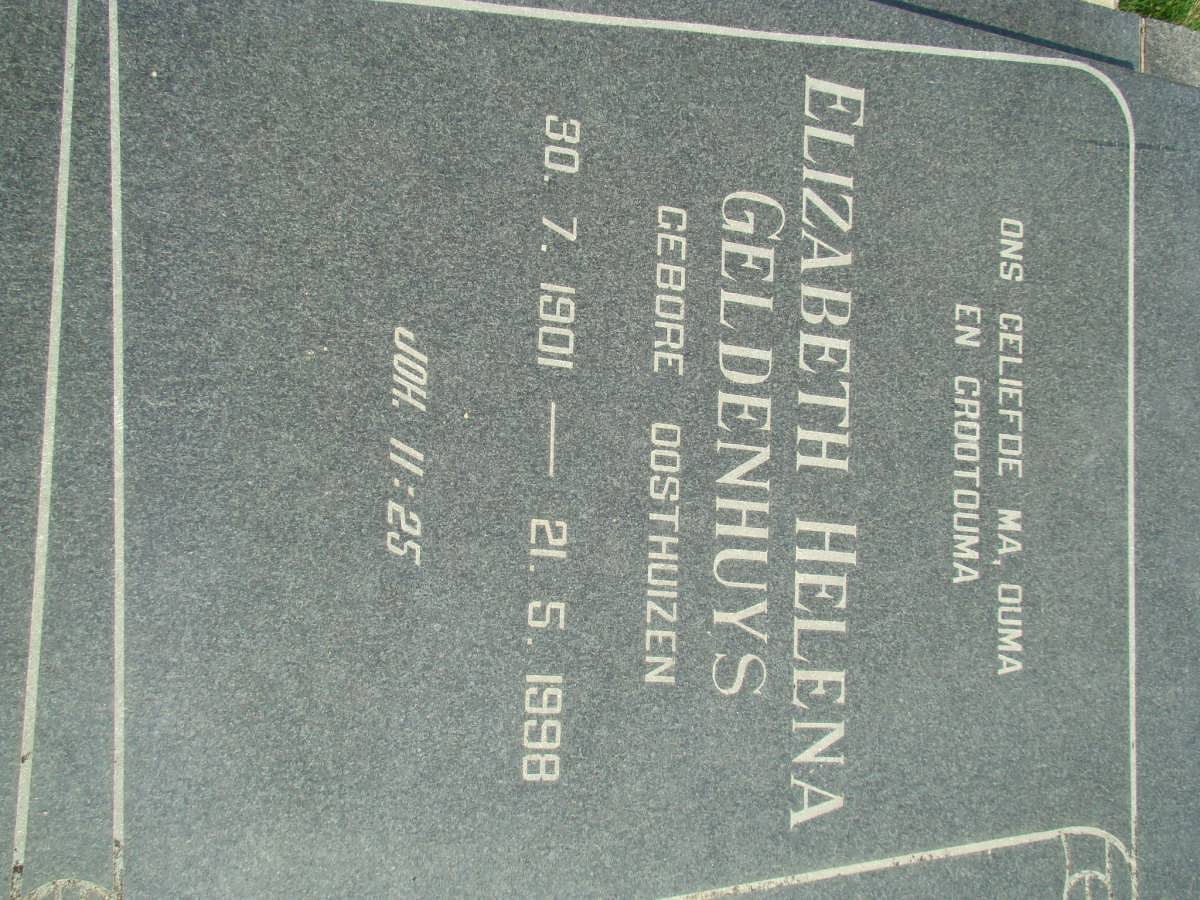 ONS GELIEFDE MA, OUMA
EN GROOTOUMA
ELIZABETH HELENA
GELDENHUYS
GEBORE OOSTHUIZEN
30. 7. 1901 — 21. 5. 1998
JOH. 11:25